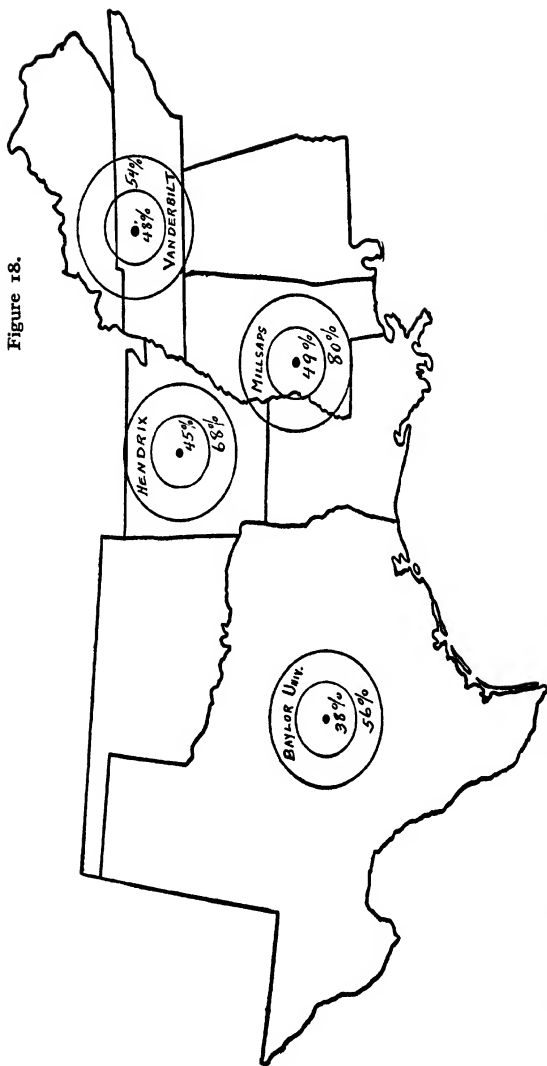 Figure 18.
HENDRIX
45%
68%
VANDERBILT
48%
54%
MILLSAPS
49%
80%
BAYLOR UNIV.
38%
56%